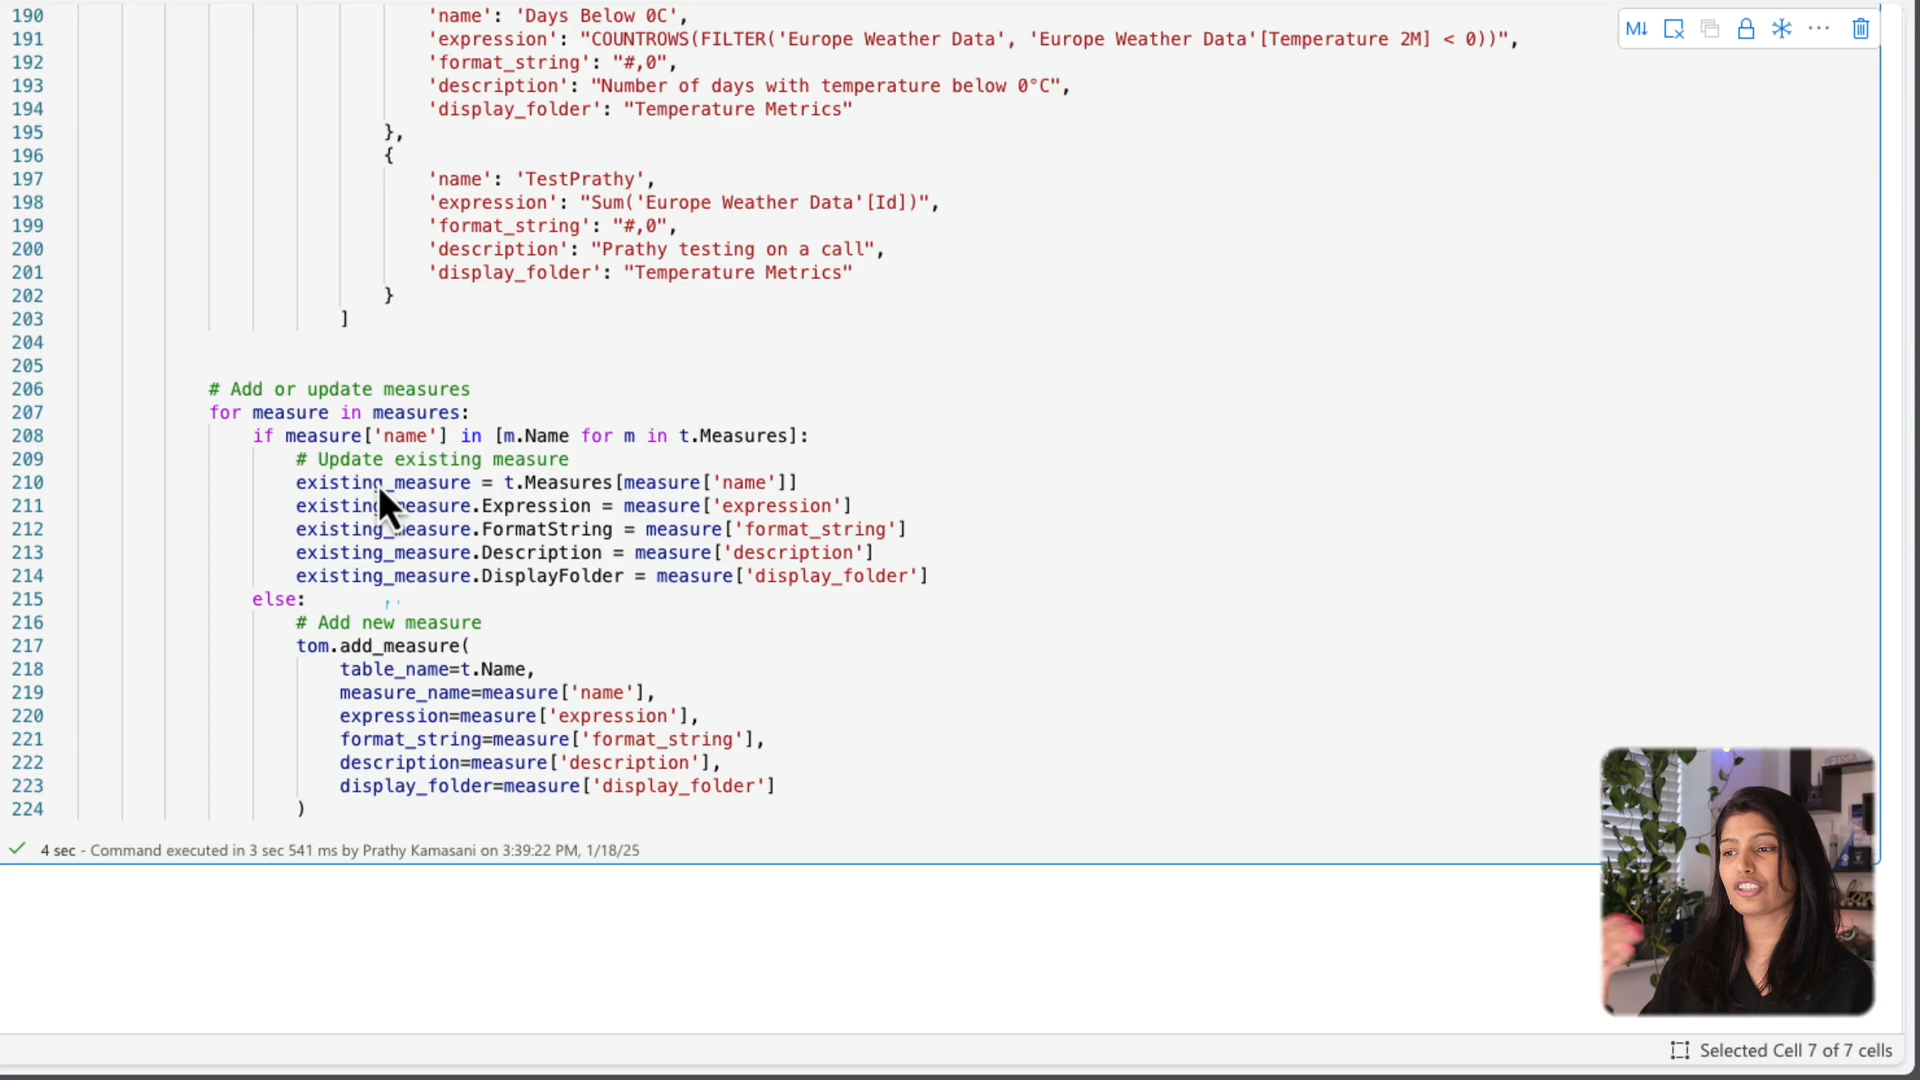 190 'name': 'Days Below 0C',
191 'expression': "COUNTROWS(FILTER('Europe Weather Data', 'Europe Weather Data'[Temperature 2M] < 0))",
192 'format_string': "#,0",
193 'description': "Number of days with temperature below 0°C",
194 'display_folder': "Temperature Metrics"
195 },
196 {
197 'name': 'TestPrathy',
198 'expression': "Sum('Europe Weather Data'[Id])",
199 'format_string': "#,0",
200 'description': "Prathy testing on a call",
201 'display_folder': "Temperature Metrics"
202 }
203 ]
204
205
206 # Add or update measures
207 for measure in measures:
208 if measure['name'] in [m.Name for m in t.Measures]:
209 # Update existing measure
210 existing_measure = t.Measures[measure['name']]
211 existing_measure.Expression = measure['expression']
212 existing_measure.FormatString = measure['format_string']
213 existing_measure.Description = measure['description']
214 existing_measure.DisplayFolder = measure['display_folder']
215 else:
216 # Add new measure
217 tom.add_measure(
218 table_name=t.Name,
219 measure_name=measure['name'],
220 expression=measure['expression'],
221 format_string=measure['format_string'],
222 description=measure['description'],
223 display_folder=measure['display_folder']
224 )
M↓
4 sec - Command executed in 3 sec 541 ms by Prathy Kamasani on 3:39:22 PM, 1/18/25
Selected Cell 7 of 7 cells